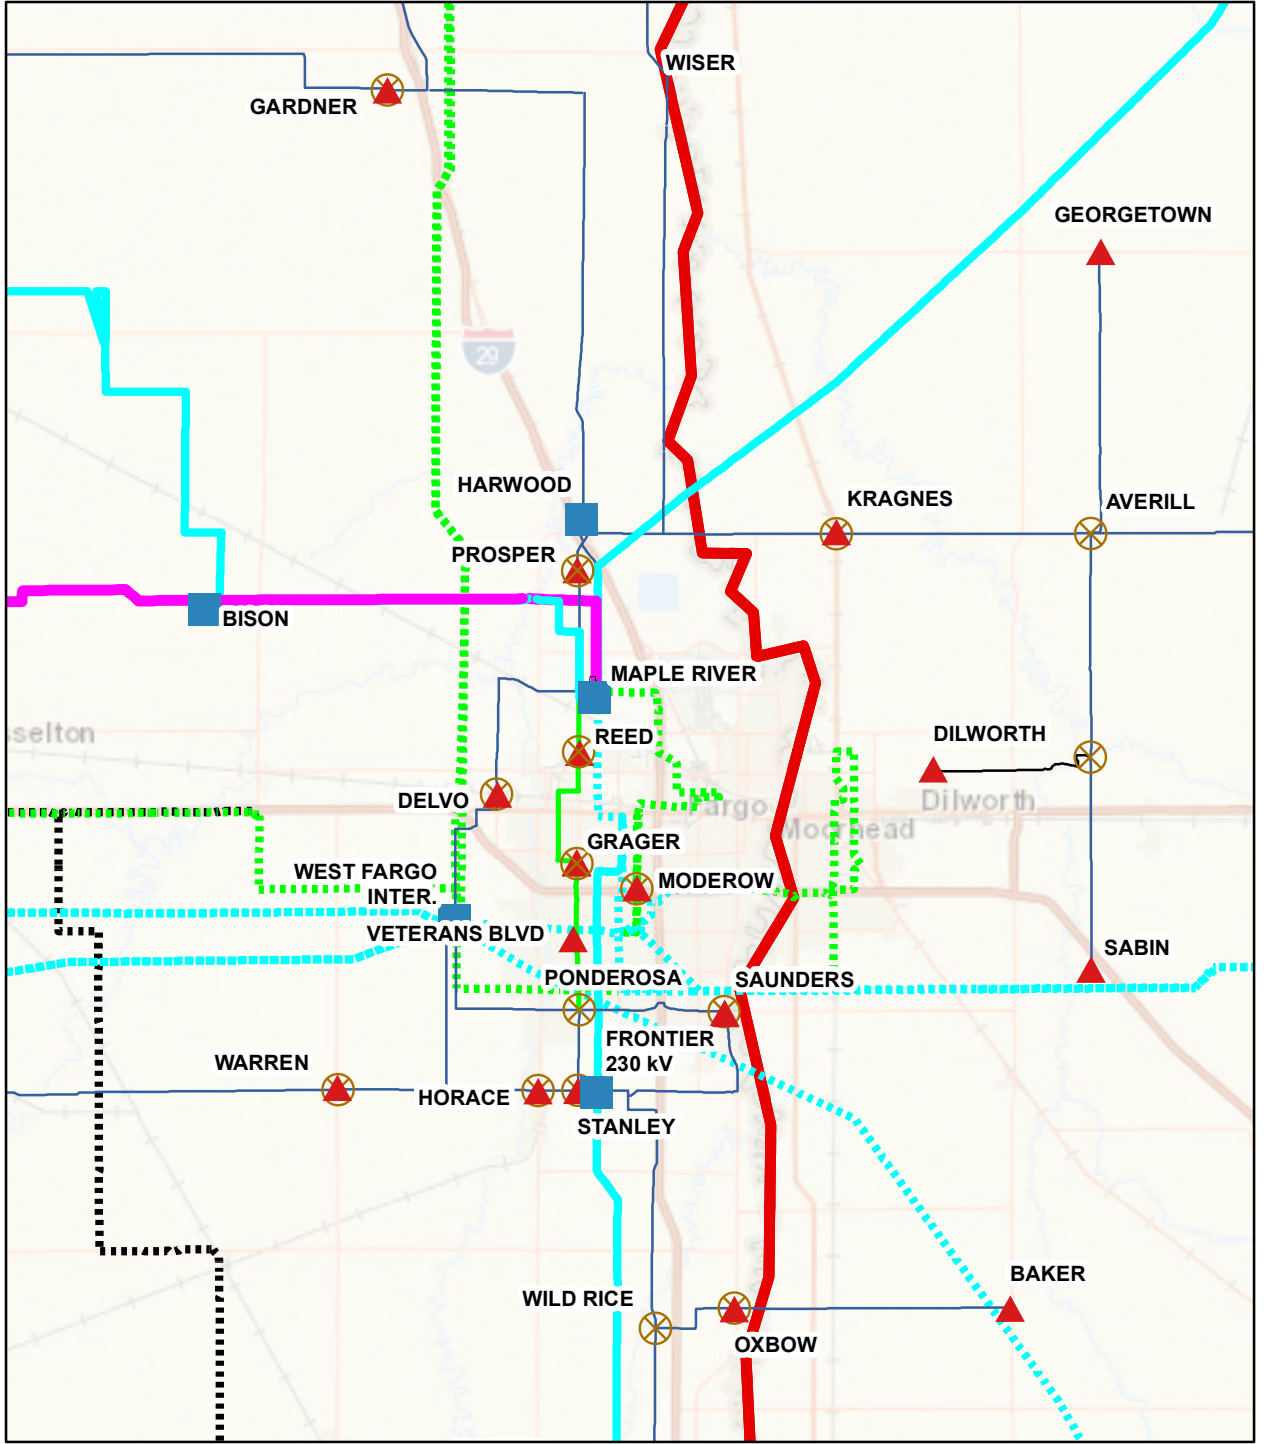 WISER
GARDNER
GEORGETOWN
29
HARWOOD
KRAGNES
AVERILL
PROSPER
BISON
MAPLE RIVER
sselton
REED
DILWORTH
DELVO
Fargo
Dilworth
Moorhead
GRAGER
WEST FARGO
INTER.
MODEROW
VETERANS BLVD
SABIN
PONDEROSA
SAUNDERS
FRONTIER
230 kV
WARREN
HORACE
STANLEY
BAKER
WILD RICE
OXBOW